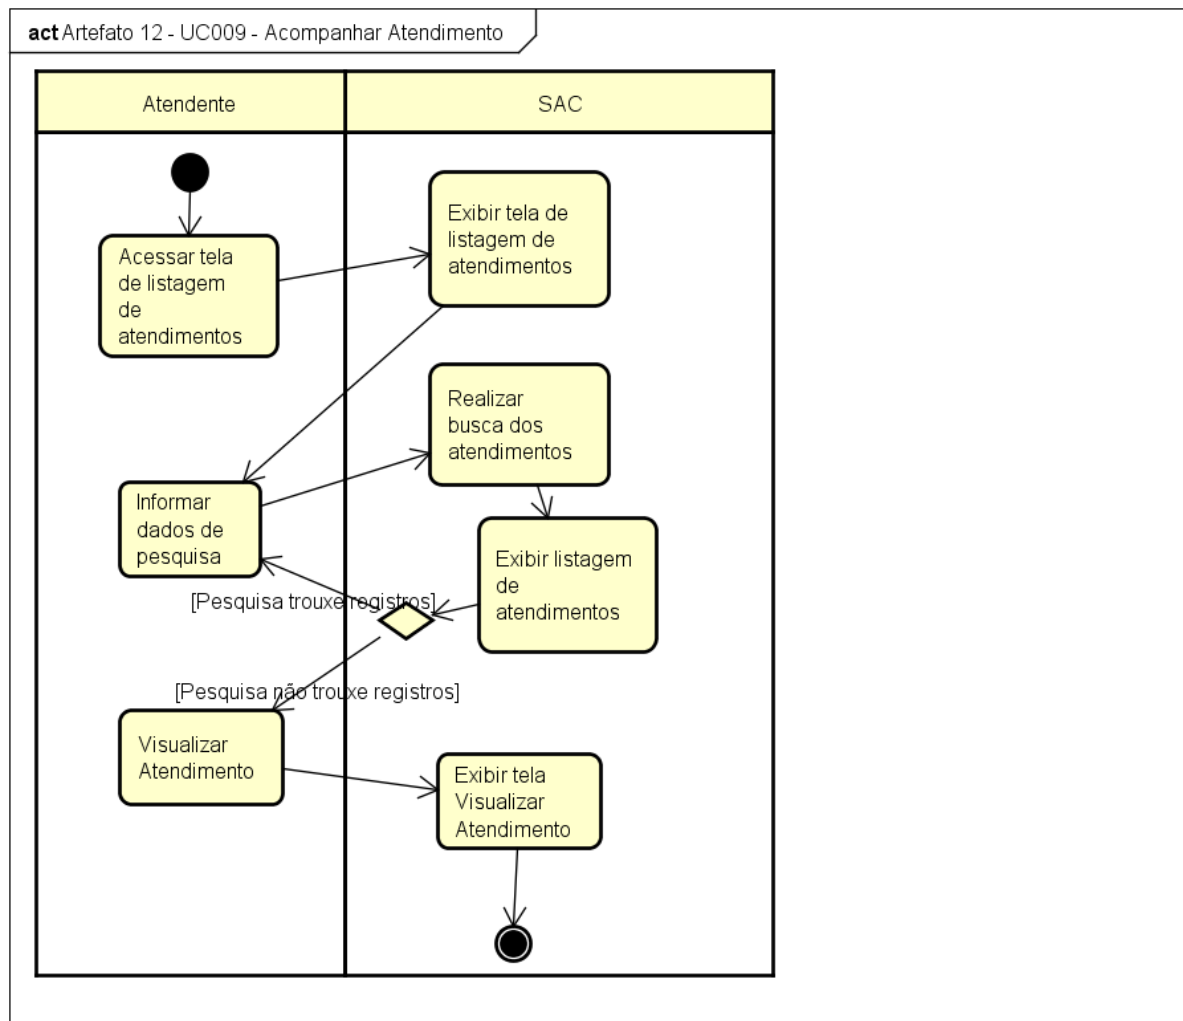 act Artefato 12 - UC009 - Acompanhar Atendimento
Atendente
SAC
Acessar tela
de listagem
de
atendimentos
Exibir tela de
listagem de
atendimentos
Informar
dados de
pesquisa
Realizar
busca dos
atendimentos
Exibir listagem
de
atendimentos
[Pesquisa trouxe registros]
[Pesquisa não trouxe registros]
Visualizar
Atendimento
Exibir tela
Visualizar
Atendimento